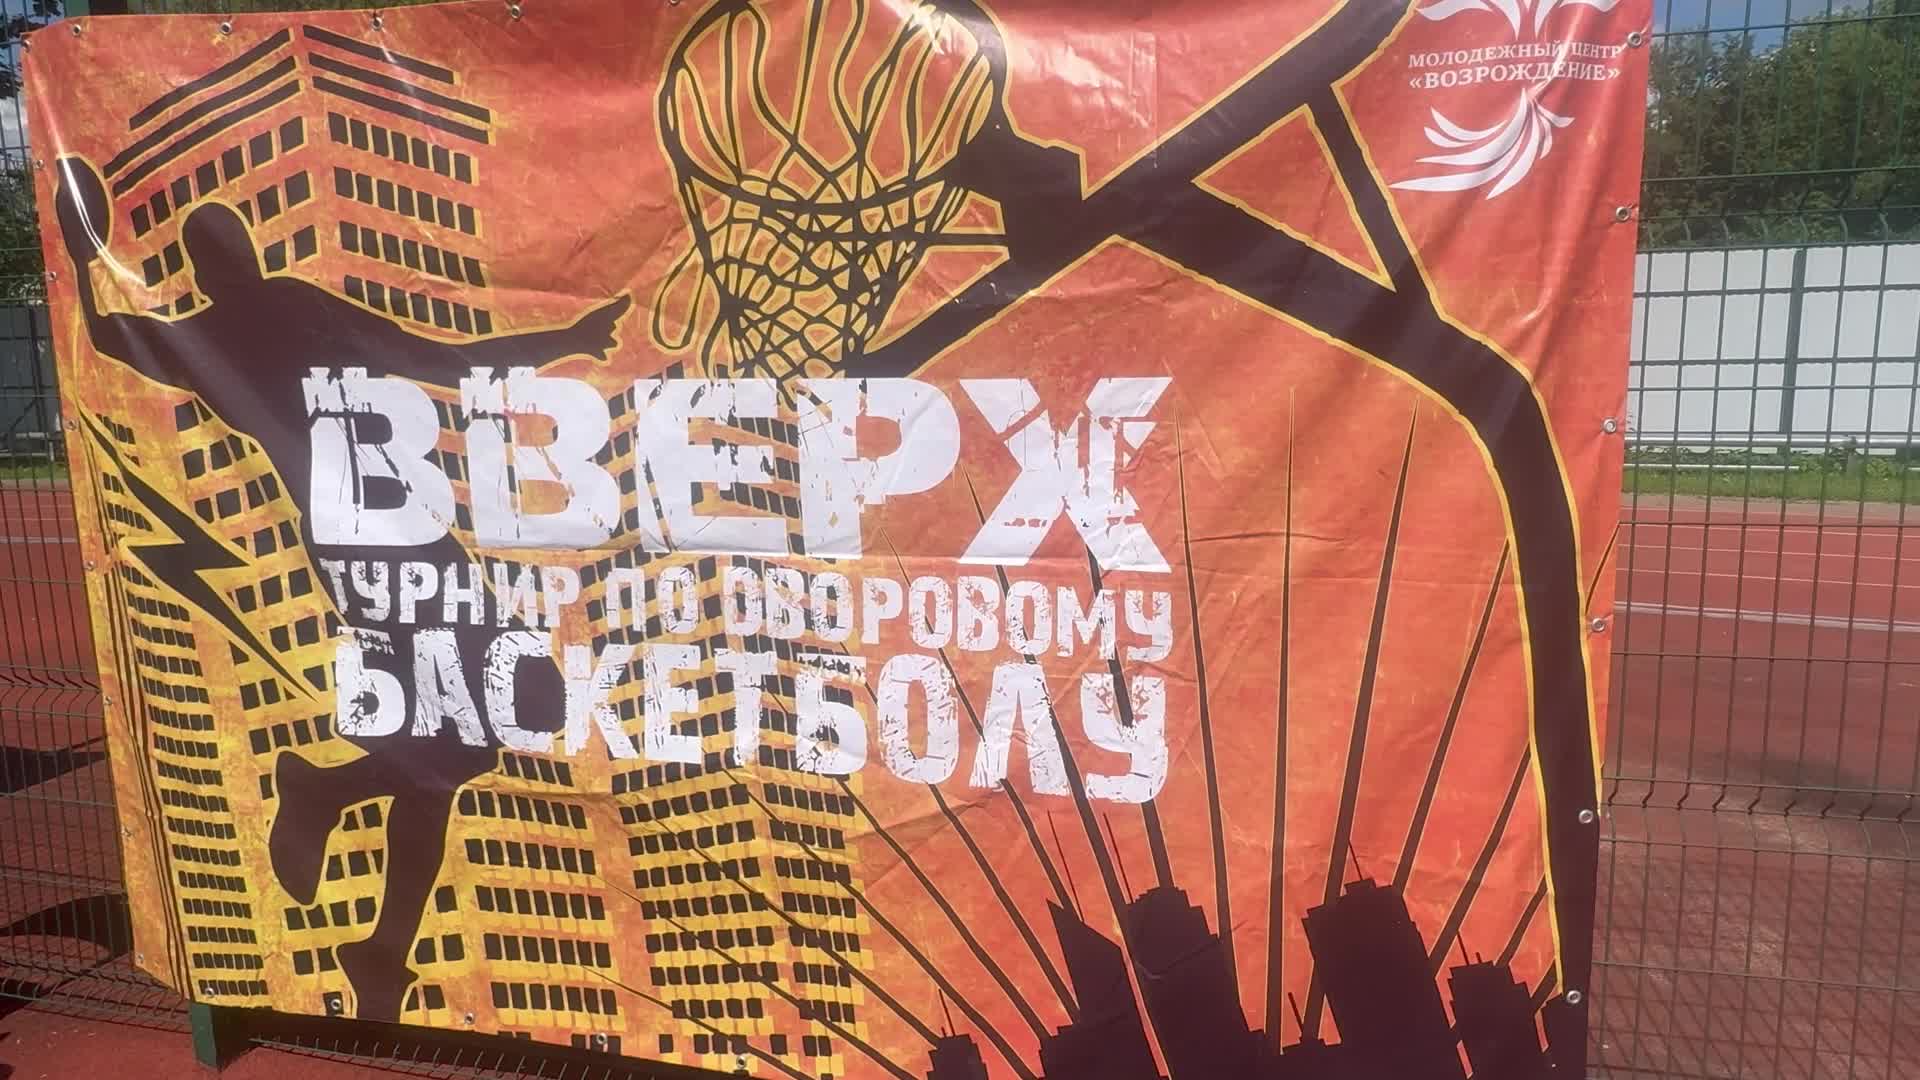 МОЛОДЕЖНЫЙ ЦЕНТР
«ВОЗРОЖДЕНИЕ»
ВВЕРХ
ТУРНИР ПО ДВОРОВОМУ
БАСКЕТБОЛУ